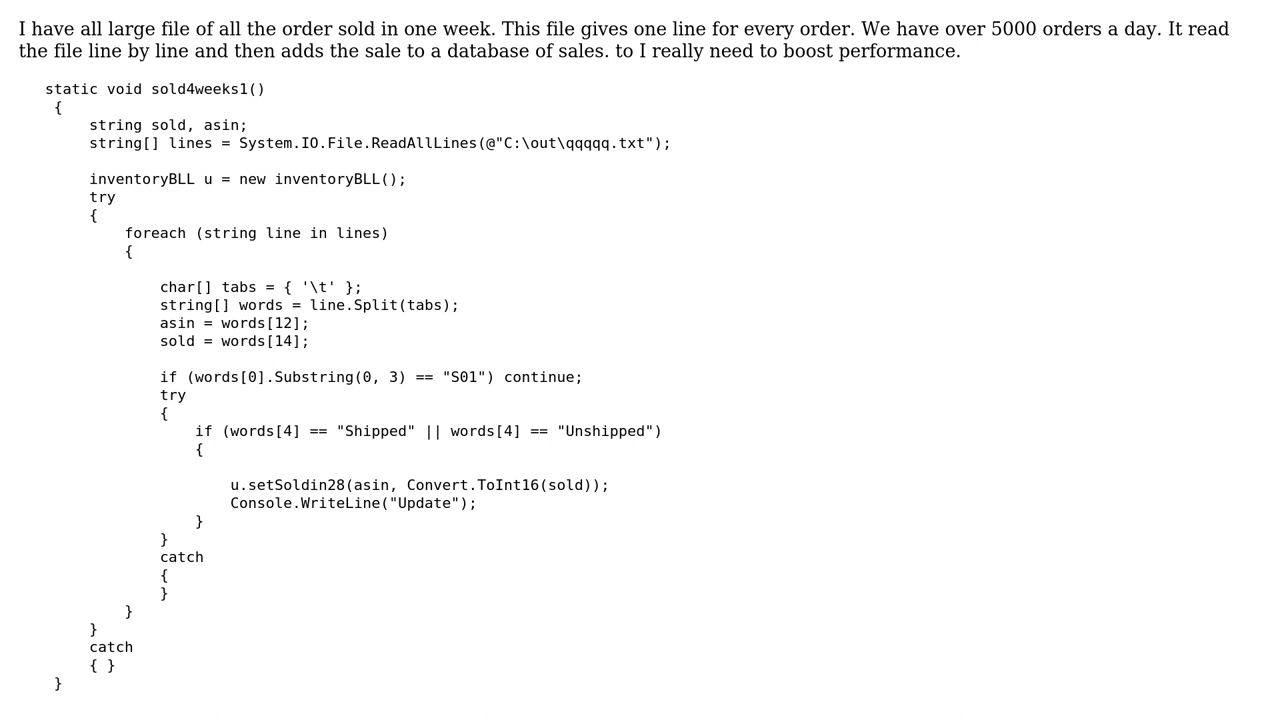 I have all large file of all the order sold in one week. This file gives one line for every order. We have over 5000 orders a day. It read
the file line by line and then adds the sale to a database of sales. to I really need to boost performance.
static void sold4weeks1()
{
string sold, asin;
string[] lines = System.IO.File.ReadAllLines(@"C:\out\qqqqq.txt");
inventoryBLL u = new inventoryBLL();
try
{
foreach (string line in lines)
{
char[] tabs = { '\t' };
string[] words = line.Split(tabs);
asin = words[12];
sold = words[14];
if (words[0].Substring(0, 3) == "S01") continue;
try
{
if (words[4] == "Shipped" || words[4] == "Unshipped")
{
u.setSoldin28(asin, Convert.ToInt16(sold));
Console.WriteLine("Update");
}
}
catch
{
}
}
}
catch
{ }
}